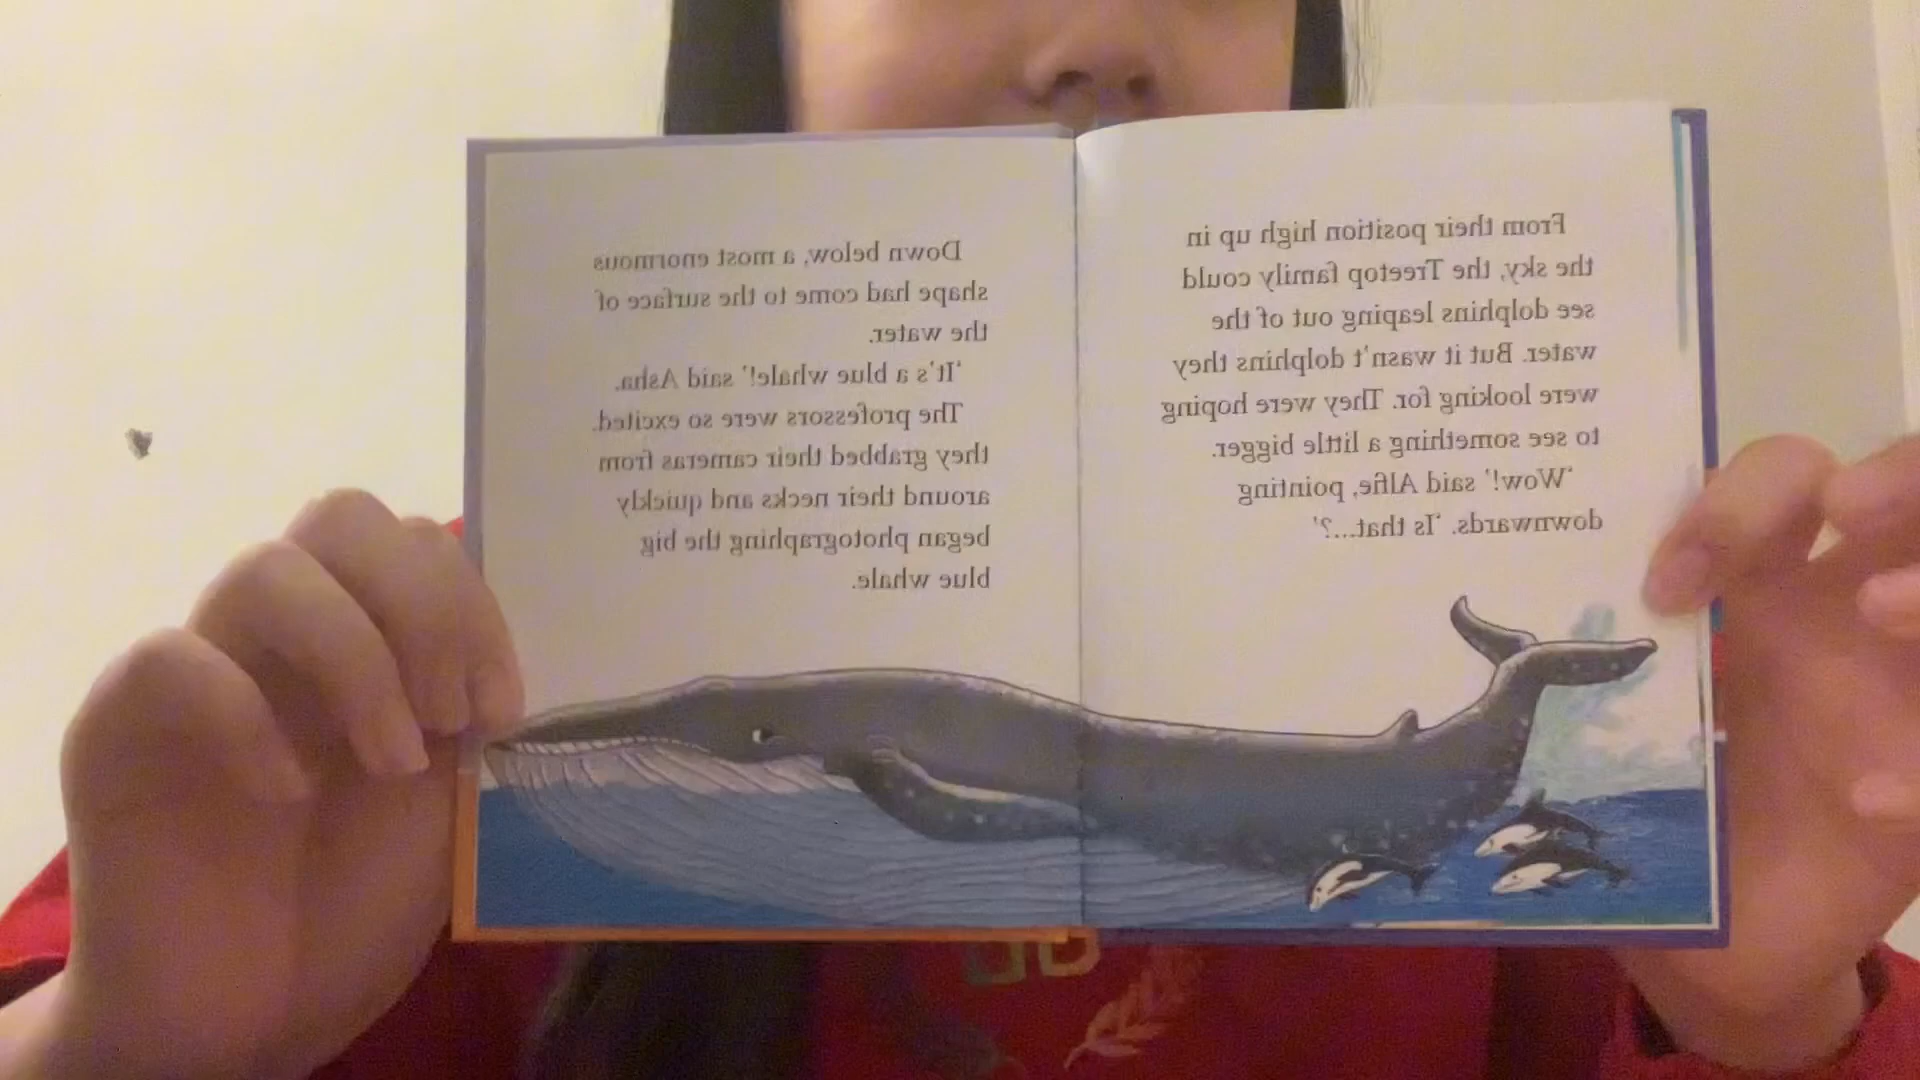 From their position high up in
the sky, the Treetop family could
see dolphins leaping out of the
water. But it wasn't dolphins they
were looking for. They were hoping
to see something a little bigger.
'Wow!' said Alfie, pointing
downwards. 'Is that...?'
Down below, a most enormous
shape had come to the surface of
the water.
'It's a blue whale!' said Asha.
The professors were so excited,
they grabbed their cameras from
around their necks and quickly
began photographing the big
blue whale.